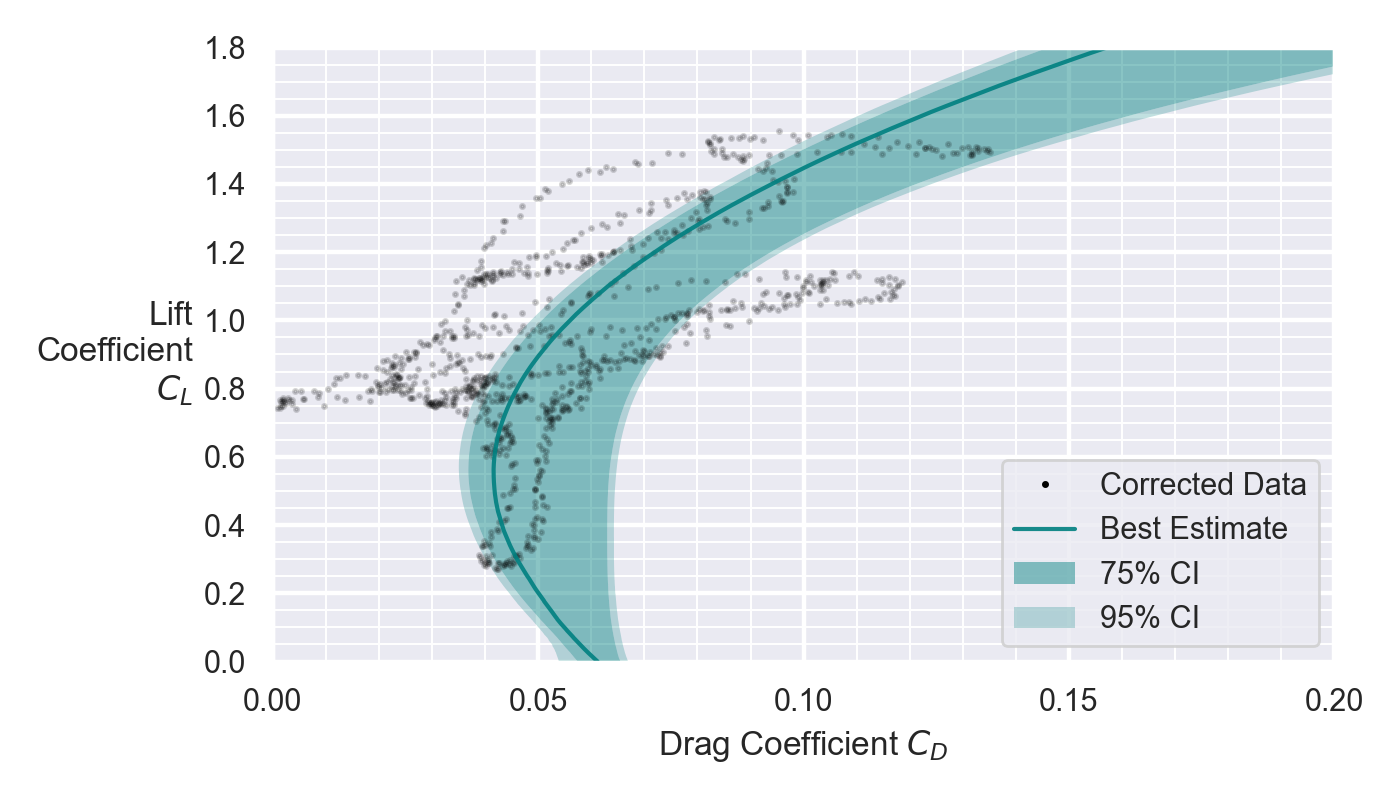 1.8
1.6
1.4
1.2
1.0
0.8
0.6
0.4
0.2
0.0
Lift
Coefficient
C_L
0.00 0.05 0.10 0.15 0.20
Drag Coefficient C_D
Corrected Data
Best Estimate
75% CI
95% CI